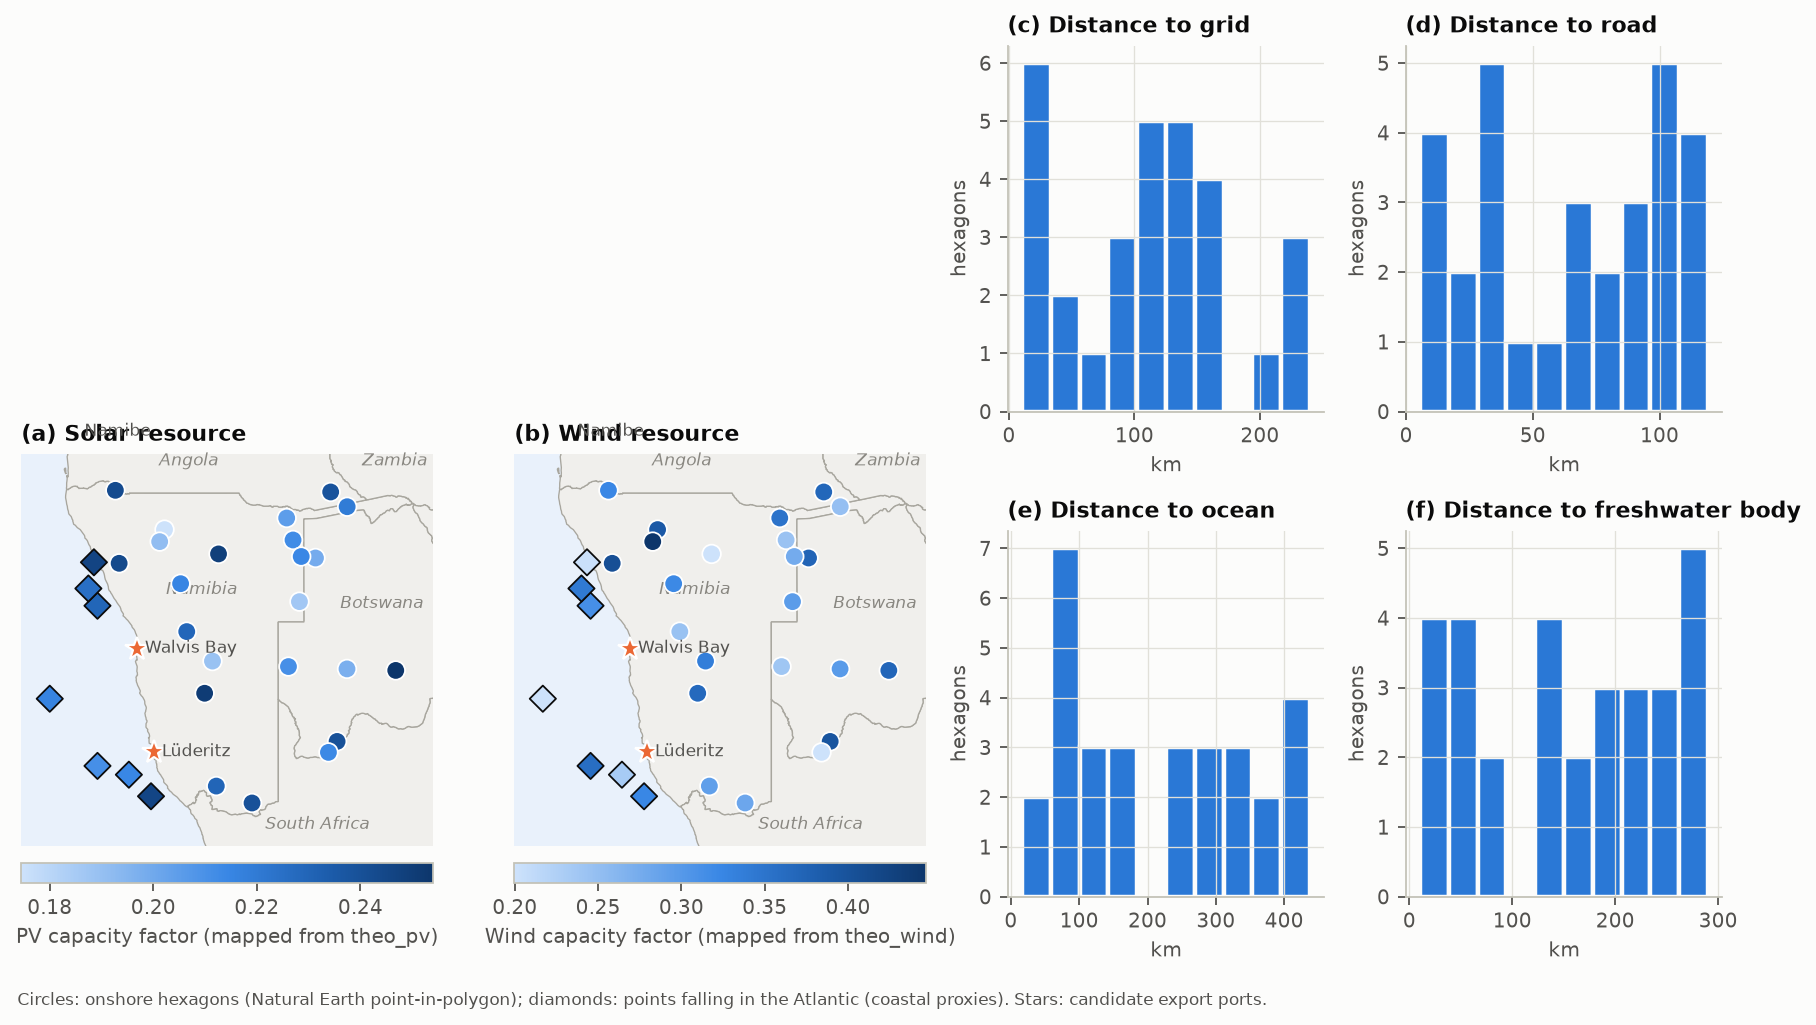 (c) Distance to grid
6
5
4
3
2
1
0
hexagons
0 100 200
km
(d) Distance to road
5
4
3
2
1
0
hexagons
0 50 100
km
(a) Solar resource
Namibe
Angola
Zambia
Namibia
Botswana
Walvis Bay
Lüderitz
South Africa
0.18 0.20 0.22 0.24
PV capacity factor (mapped from theo_pv)
(b) Wind resource
Namibe
Angola
Zambia
Namibia
Botswana
Walvis Bay
Lüderitz
South Africa
0.20 0.25 0.30 0.35 0.40
Wind capacity factor (mapped from theo_wind)
(e) Distance to ocean
7
6
5
4
3
2
1
0
hexagons
0 100 200 300 400
km
(f) Distance to freshwater body
5
4
3
2
1
0
hexagons
0 100 200 300
km
Circles: onshore hexagons (Natural Earth point-in-polygon); diamonds: points falling in the Atlantic (coastal proxies). Stars: candidate export ports.